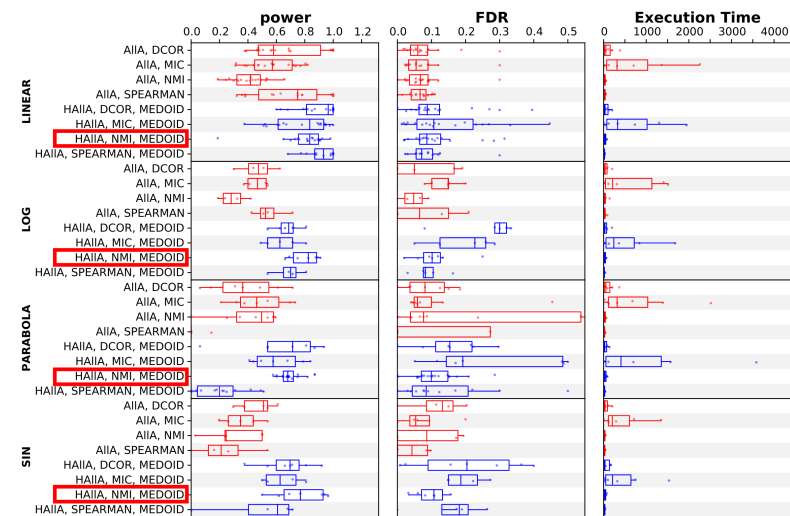 power FDR Execution Time
0.0 0.2 0.4 0.6 0.8 1.0 1.2 0.0 0.1 0.2 0.3 0.4 0.5 0 1000 2000 3000 4000
LINEAR
AllA, DCOR
AllA, MIC
AllA, NMI
AllA, SPEARMAN
HAllA, DCOR, MEDOID
HAllA, MIC, MEDOID
HAllA, NMI, MEDOID
HAllA, SPEARMAN, MEDOID
LOG
AllA, DCOR
AllA, MIC
AllA, NMI
AllA, SPEARMAN
HAllA, DCOR, MEDOID
HAllA, MIC, MEDOID
HAllA, NMI, MEDOID
HAllA, SPEARMAN, MEDOID
PARABOLA
AllA, DCOR
AllA, MIC
AllA, NMI
AllA, SPEARMAN
HAllA, DCOR, MEDOID
HAllA, MIC, MEDOID
HAllA, NMI, MEDOID
HAllA, SPEARMAN, MEDOID
SIN
AllA, DCOR
AllA, MIC
AllA, NMI
AllA, SPEARMAN
HAllA, DCOR, MEDOID
HAllA, MIC, MEDOID
HAllA, NMI, MEDOID
HAllA, SPEARMAN, MEDOID